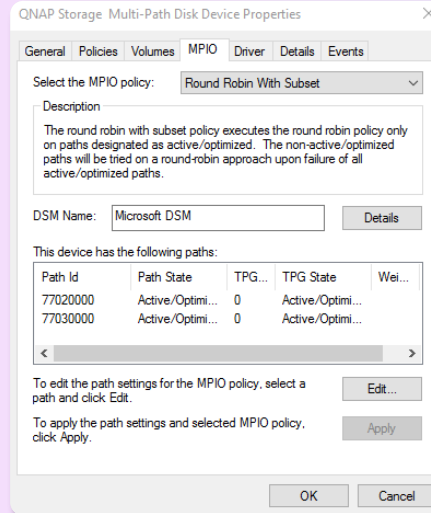 QNAP Storage Multi-Path Disk Device Properties
General Policies Volumes MPIO Driver Details Events
Select the MPIO policy: Round Robin With Subset
Description
The round robin with subset policy executes the round robin policy only
on paths designated as active/optimized. The non-active/optimized
paths will be tried on a round-robin approach upon failure of all
active/optimized paths.
DSM Name: Microsoft DSM Details
This device has the following paths:
Path Id Path State TPG... TPG State Wei...
77020000 Active/Optimi... 0 Active/Optimi...
77030000 Active/Optimi... 0 Active/Optimi...
To edit the path settings for the MPIO policy, select a
path and click Edit. Edit...
To apply the path settings and selected MPIO policy,
click Apply. Apply
OK Cancel